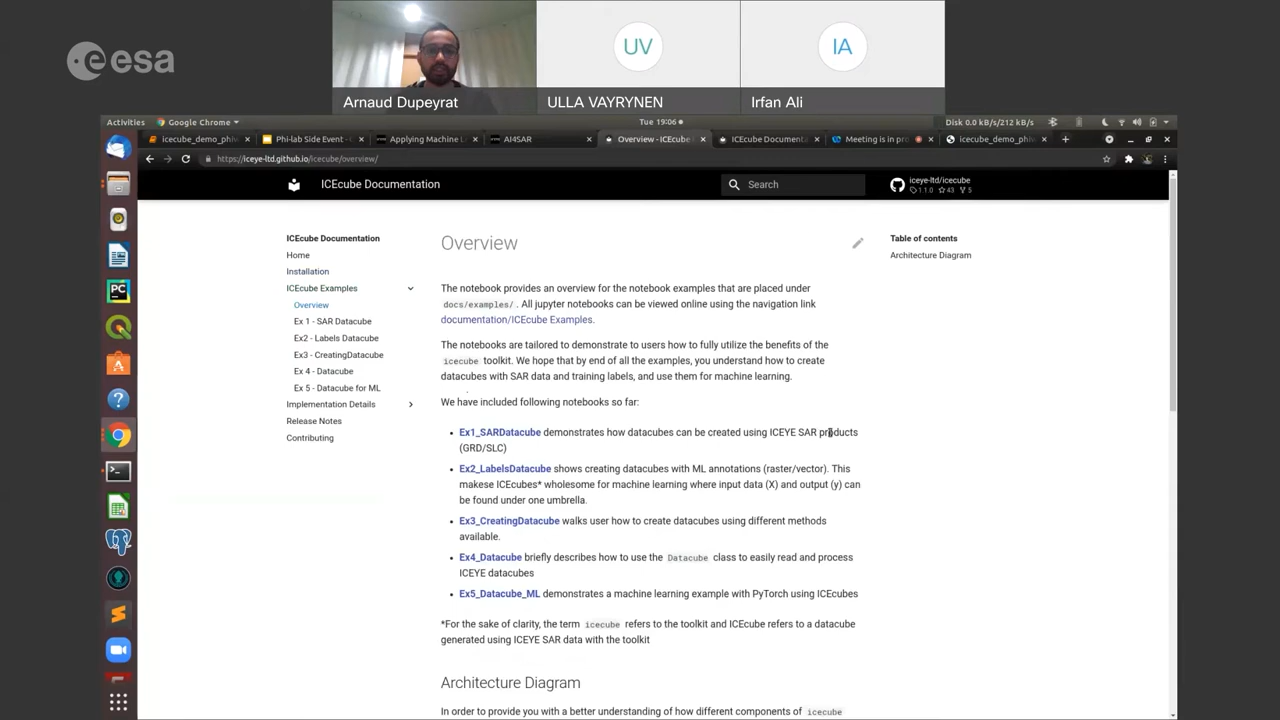 esa
UV
IA
Arnaud Dupeyrat
ULLA VAYRYNEN
Irfan Ali
Activities
Google Chrome
Tue 19:06
Disk 0.0 kB/s212 kB/s
icecube_demo_phiv
Phi-lab Side Event -
Applying Machine L
AI4SAR
Overview - ICEcube
ICEcube Documenta
Meeting is in pro
icecube_demo_phiv
https://iceye-ltd.github.io/icecube/overview/
ICEcube Documentation
Search
iceye-ltd/icecube
1.1.0 43 5
ICEcube Documentation
Home
Installation
ICEcube Examples
Overview
Ex 1 - SAR Datacube
Ex2 - Labels Datacube
Ex3 - CreatingDatacube
Ex 4 - Datacube
Ex 5 - Datacube for ML
Implementation Details
Release Notes
Contributing
Overview
The notebook provides an overview for the notebook examples that are placed under
docs/examples/. All jupyter notebooks can be viewed online using the navigation link
documentation/ICEcube Examples.
The notebooks are tailored to demonstrate to users how to fully utilize the benefits of the
icecube toolkit. We hope that by end of all the examples, you understand how to create
datacubes with SAR data and training labels, and use them for machine learning.
We have included following notebooks so far:
• Ex1_SARDatacube demonstrates how datacubes can be created using ICEYE SAR products
(GRD/SLC)
• Ex2_LabelsDatacube shows creating datacubes with ML annotations (raster/vector). This
makese ICEcubes* wholesome for machine learning where input data (X) and output (y) can
be found under one umbrella.
• Ex3_CreatingDatacube walks user how to create datacubes using different methods
available.
• Ex4_Datacube briefly describes how to use the Datacube class to easily read and process
ICEYE datacubes
• Ex5_Datacube_ML demonstrates a machine learning example with PyTorch using ICEcubes
*For the sake of clarity, the term icecube refers to the toolkit and ICEcube refers to a datacube
generated using ICEYE SAR data with the toolkit
Architecture Diagram
In order to provide you with a better understanding of how different components of icecube
Table of contents
Architecture Diagram